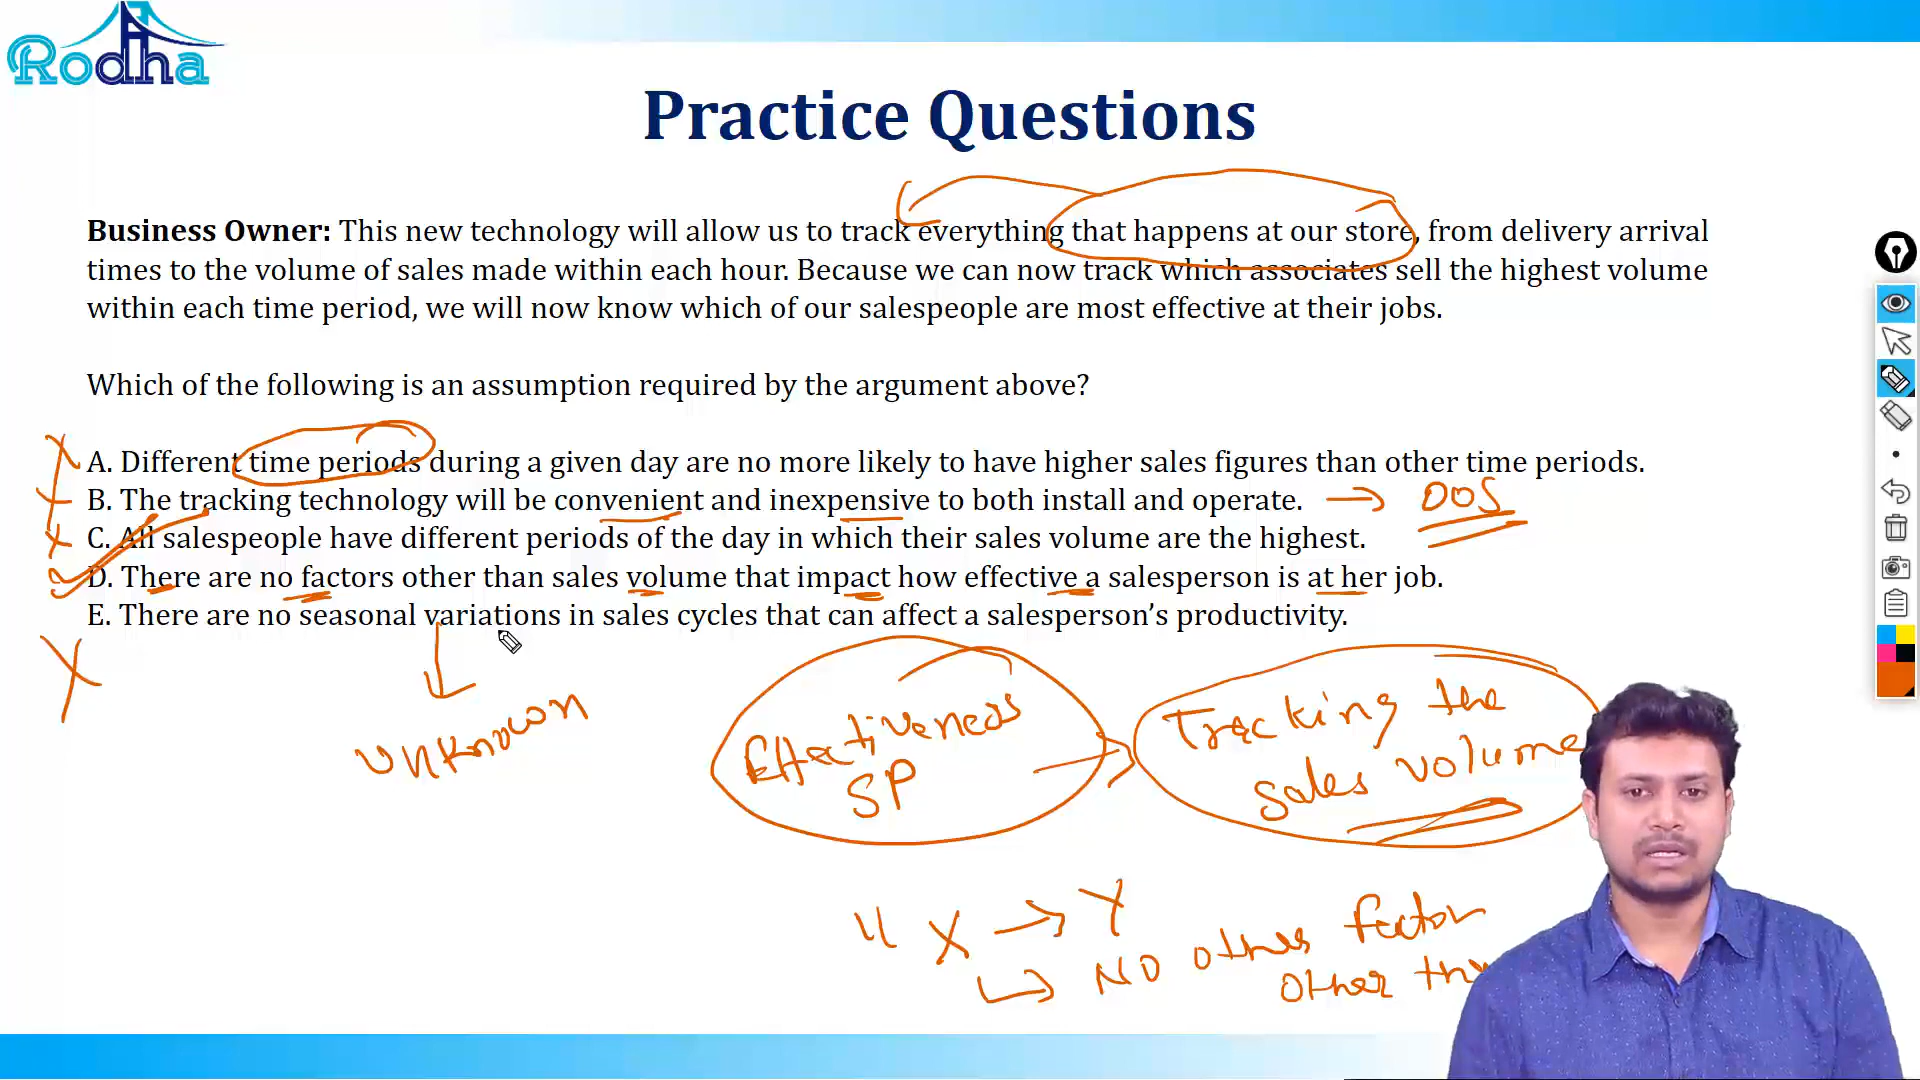 Rodha
Practice Questions
Business Owner: This new technology will allow us to track everything that happens at our store, from delivery arrival
times to the volume of sales made within each hour. Because we can now track which associates sell the highest volume
within each time period, we will now know which of our salespeople are most effective at their jobs.
Which of the following is an assumption required by the argument above?
A. Different time periods during a given day are no more likely to have higher sales figures than other time periods.
B. The tracking technology will be convenient and inexpensive to both install and operate. → OOS
C. All salespeople have different periods of the day in which their sales volume are the highest.
D. There are no factors other than sales volume that impact how effective a salesperson is at her job.
E. There are no seasonal variations in sales cycles that can affect a salesperson's productivity.
Unknown
Effectiveness
SP
Tracking the
sales volume
X → Y
NO other factor
other